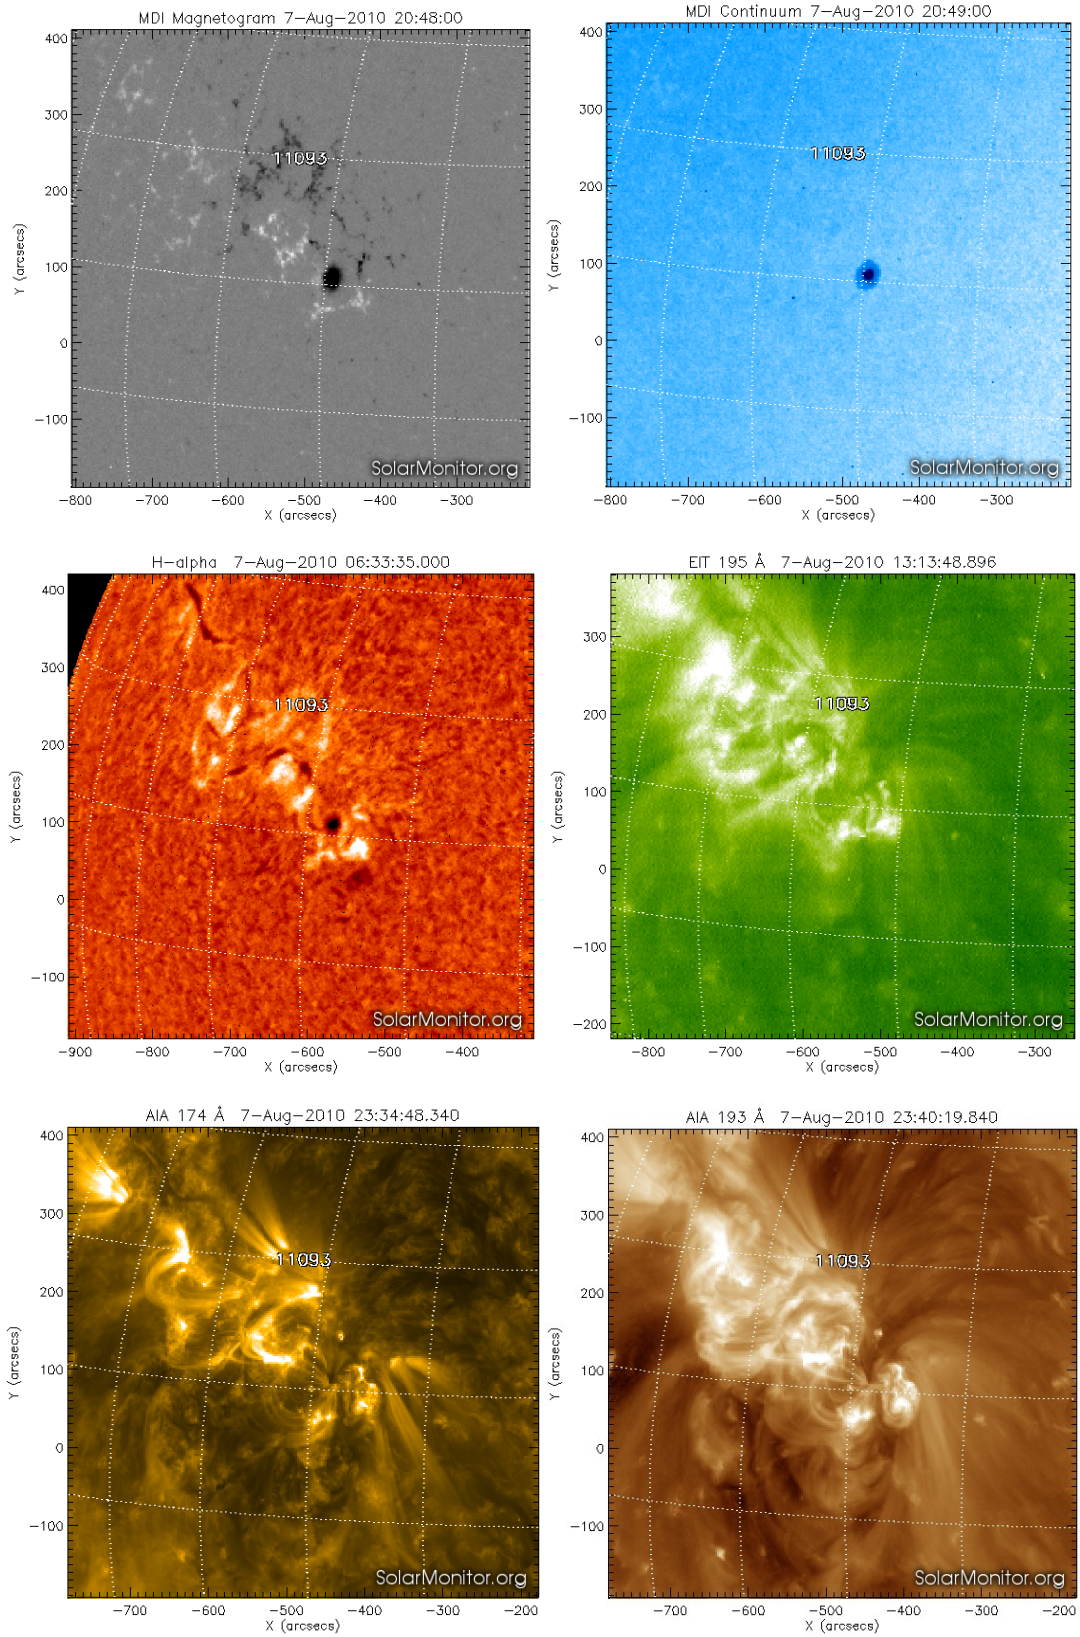 MDI Magnetogram 7-Aug-2010 20:48:00
400
300
200
100
0
-100
Y (arcsecs)
11093
SolarMonitor.org
-800 -700 -600 -500 -400 -300
X (arcsecs)
MDI Continuum 7-Aug-2010 20:49:00
400
300
200
100
0
-100
Y (arcsecs)
11093
SolarMonitor.org
-800 -700 -600 -500 -400 -300
X (arcsecs)
H-alpha 7-Aug-2010 06:33:35.000
400
300
200
100
0
-100
Y (arcsecs)
11093
SolarMonitor.org
-900 -800 -700 -600 -500 -400
X (arcsecs)
EIT 195 Å 7-Aug-2010 13:13:48.896
300
200
100
0
-100
-200
Y (arcsecs)
11093
SolarMonitor.org
-800 -700 -600 -500 -400 -300
X (arcsecs)
AIA 174 Å 7-Aug-2010 23:34:48.340
400
300
200
100
0
-100
Y (arcsecs)
11093
SolarMonitor.org
-700 -600 -500 -400 -300 -200
X (arcsecs)
AIA 193 Å 7-Aug-2010 23:40:19.840
400
300
200
100
0
-100
Y (arcsecs)
11093
SolarMonitor.org
-700 -600 -500 -400 -300 -200
X (arcsecs)